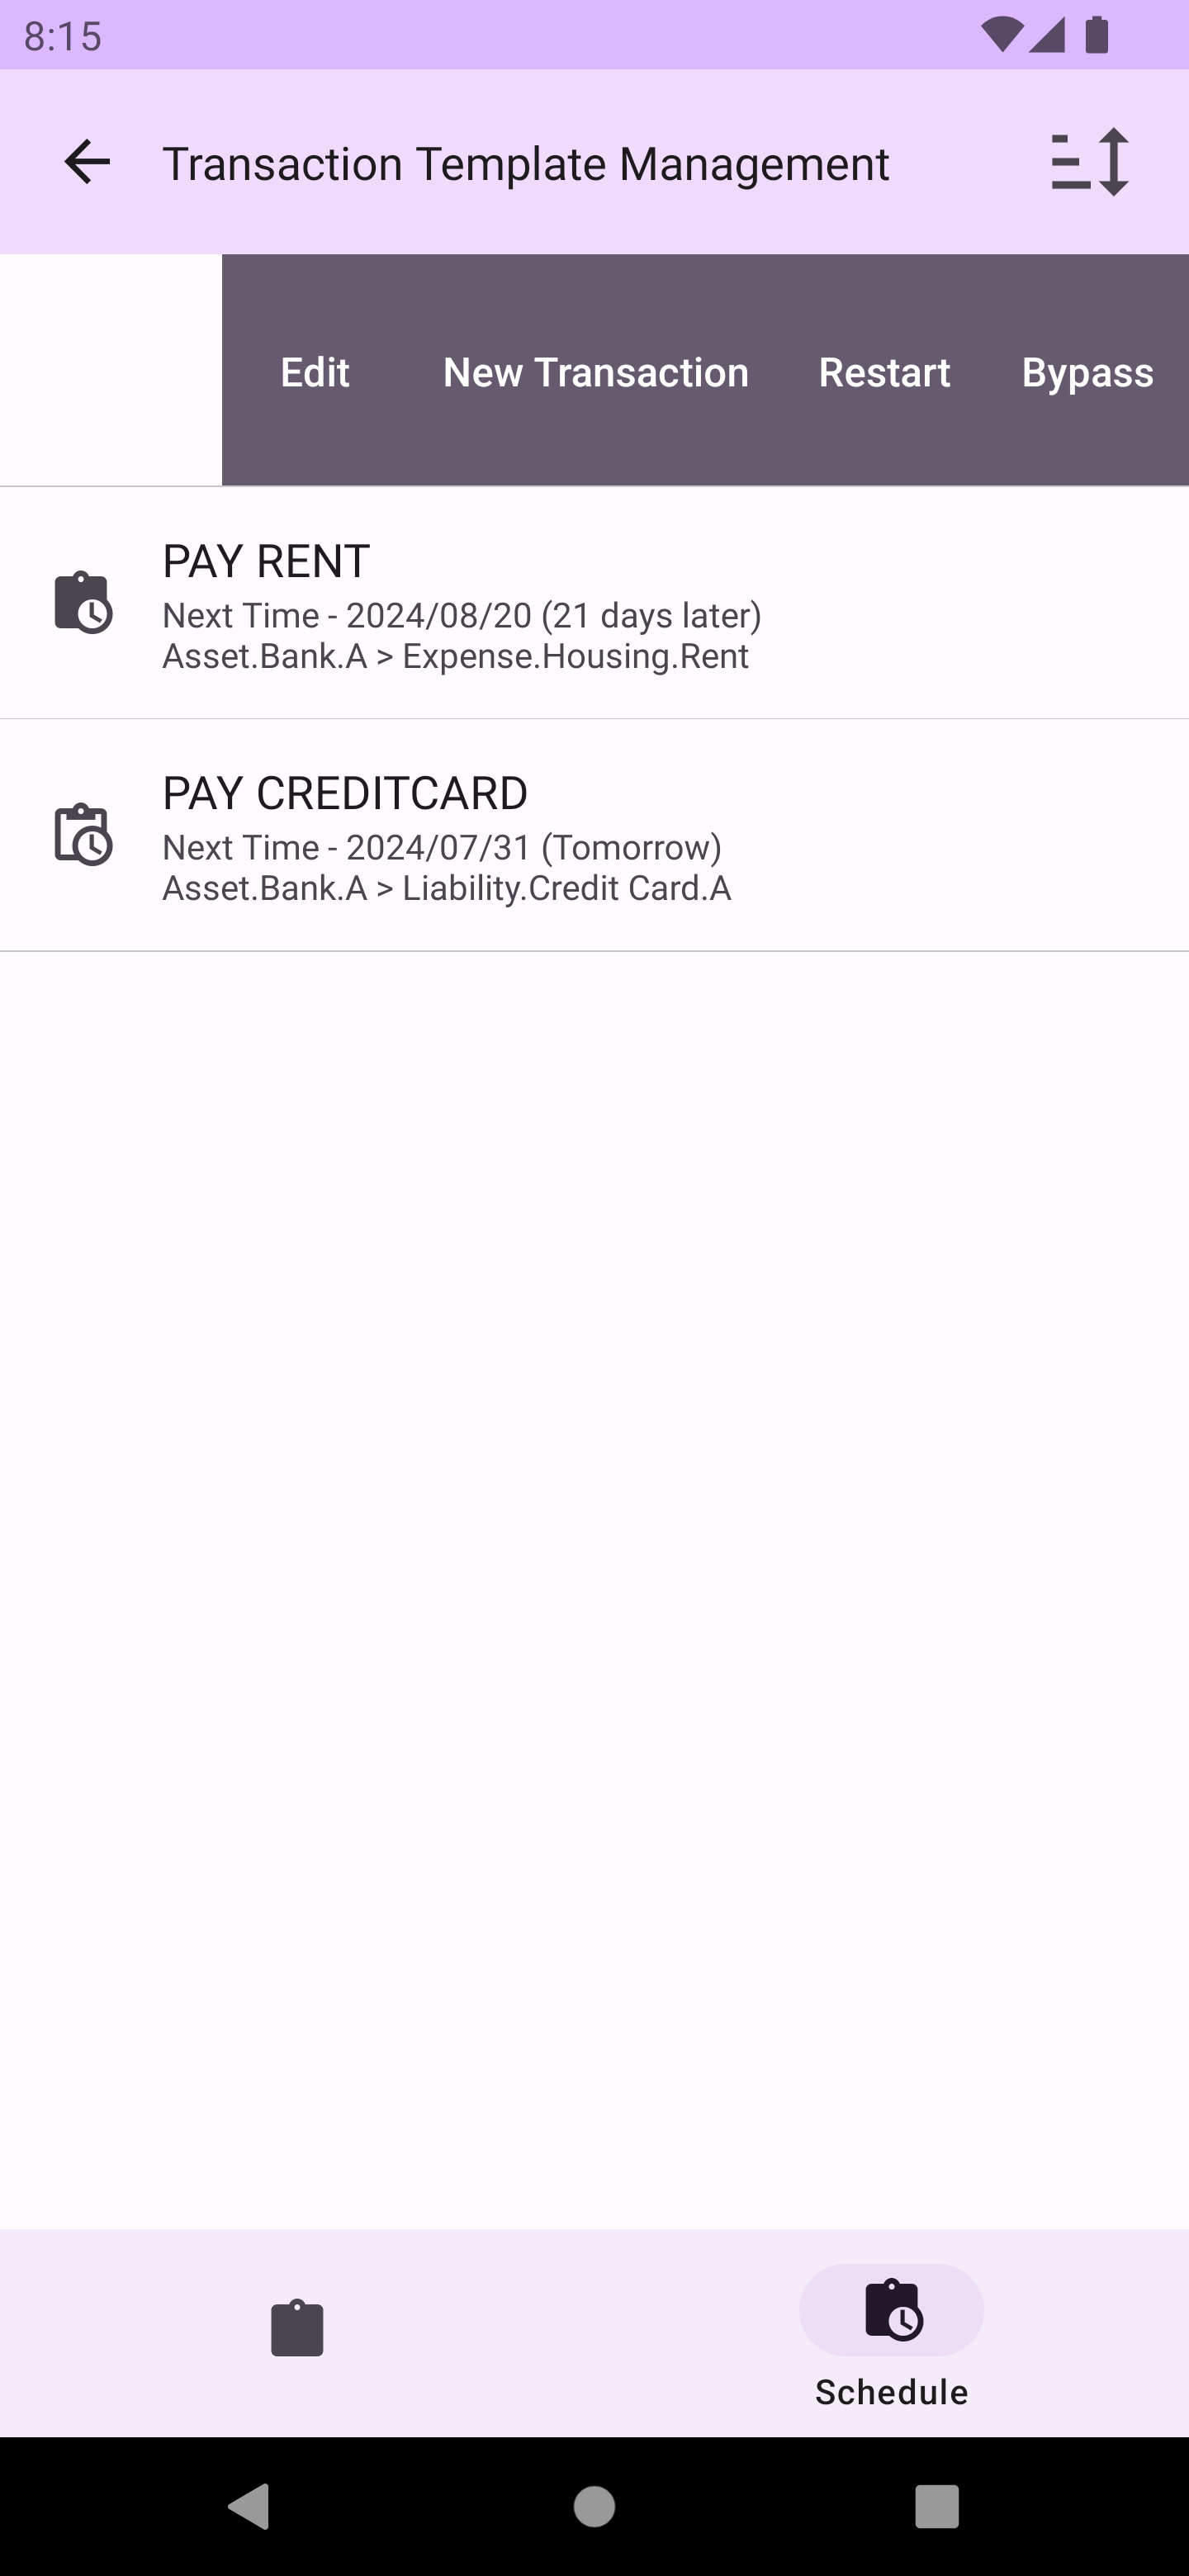 8:15
Transaction Template Management
Edit New Transaction Restart Bypass
PAY RENT
Next Time - 2024/08/20 (21 days later)
Asset.Bank.A > Expense.Housing.Rent
PAY CREDITCARD
Next Time - 2024/07/31 (Tomorrow)
Asset.Bank.A > Liability.Credit Card.A
Schedule